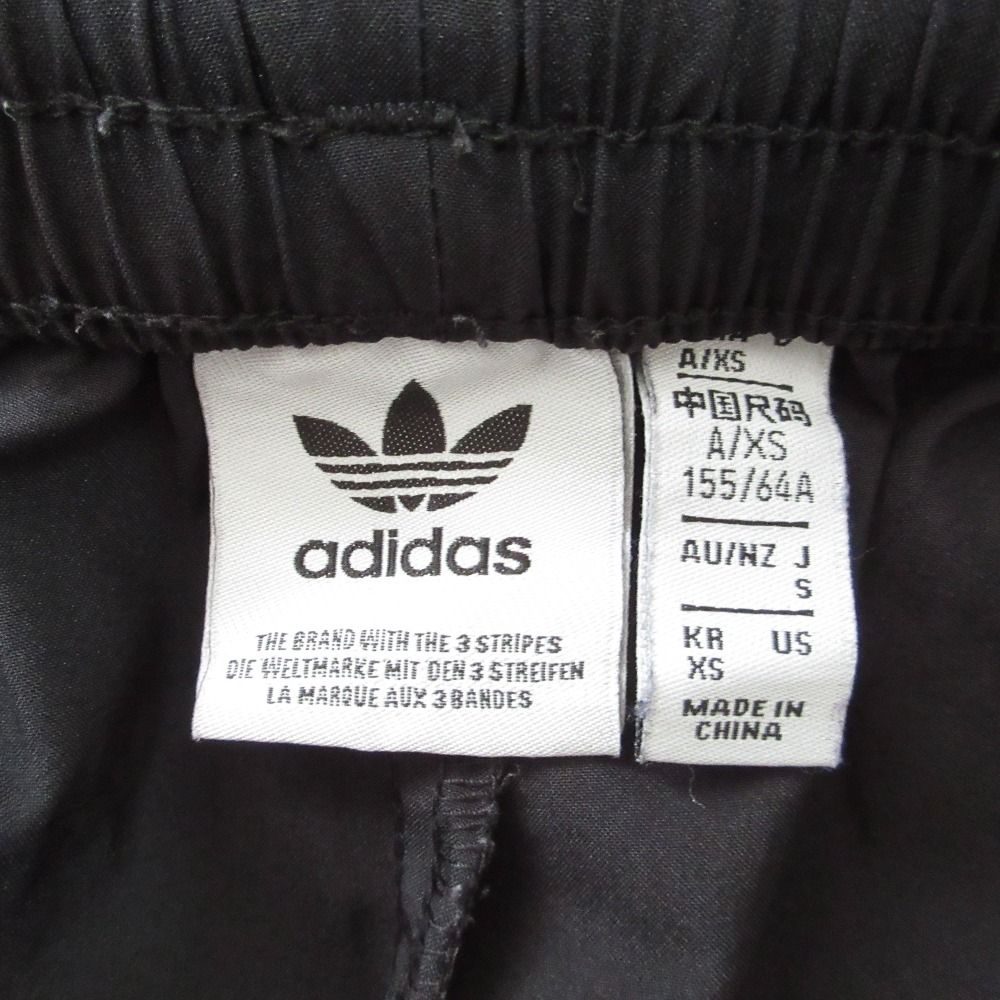 adidas
THE BRAND WITH THE 3 STRIPES
DIE WELTMARKE MIT DEN 3 STREIFEN
LA MARQUE AUX 3 BANDES
A/XS
中国尺码
A/XS
155/64A
AU/NZ J
S
KR US
XS
MADE IN
CHINA